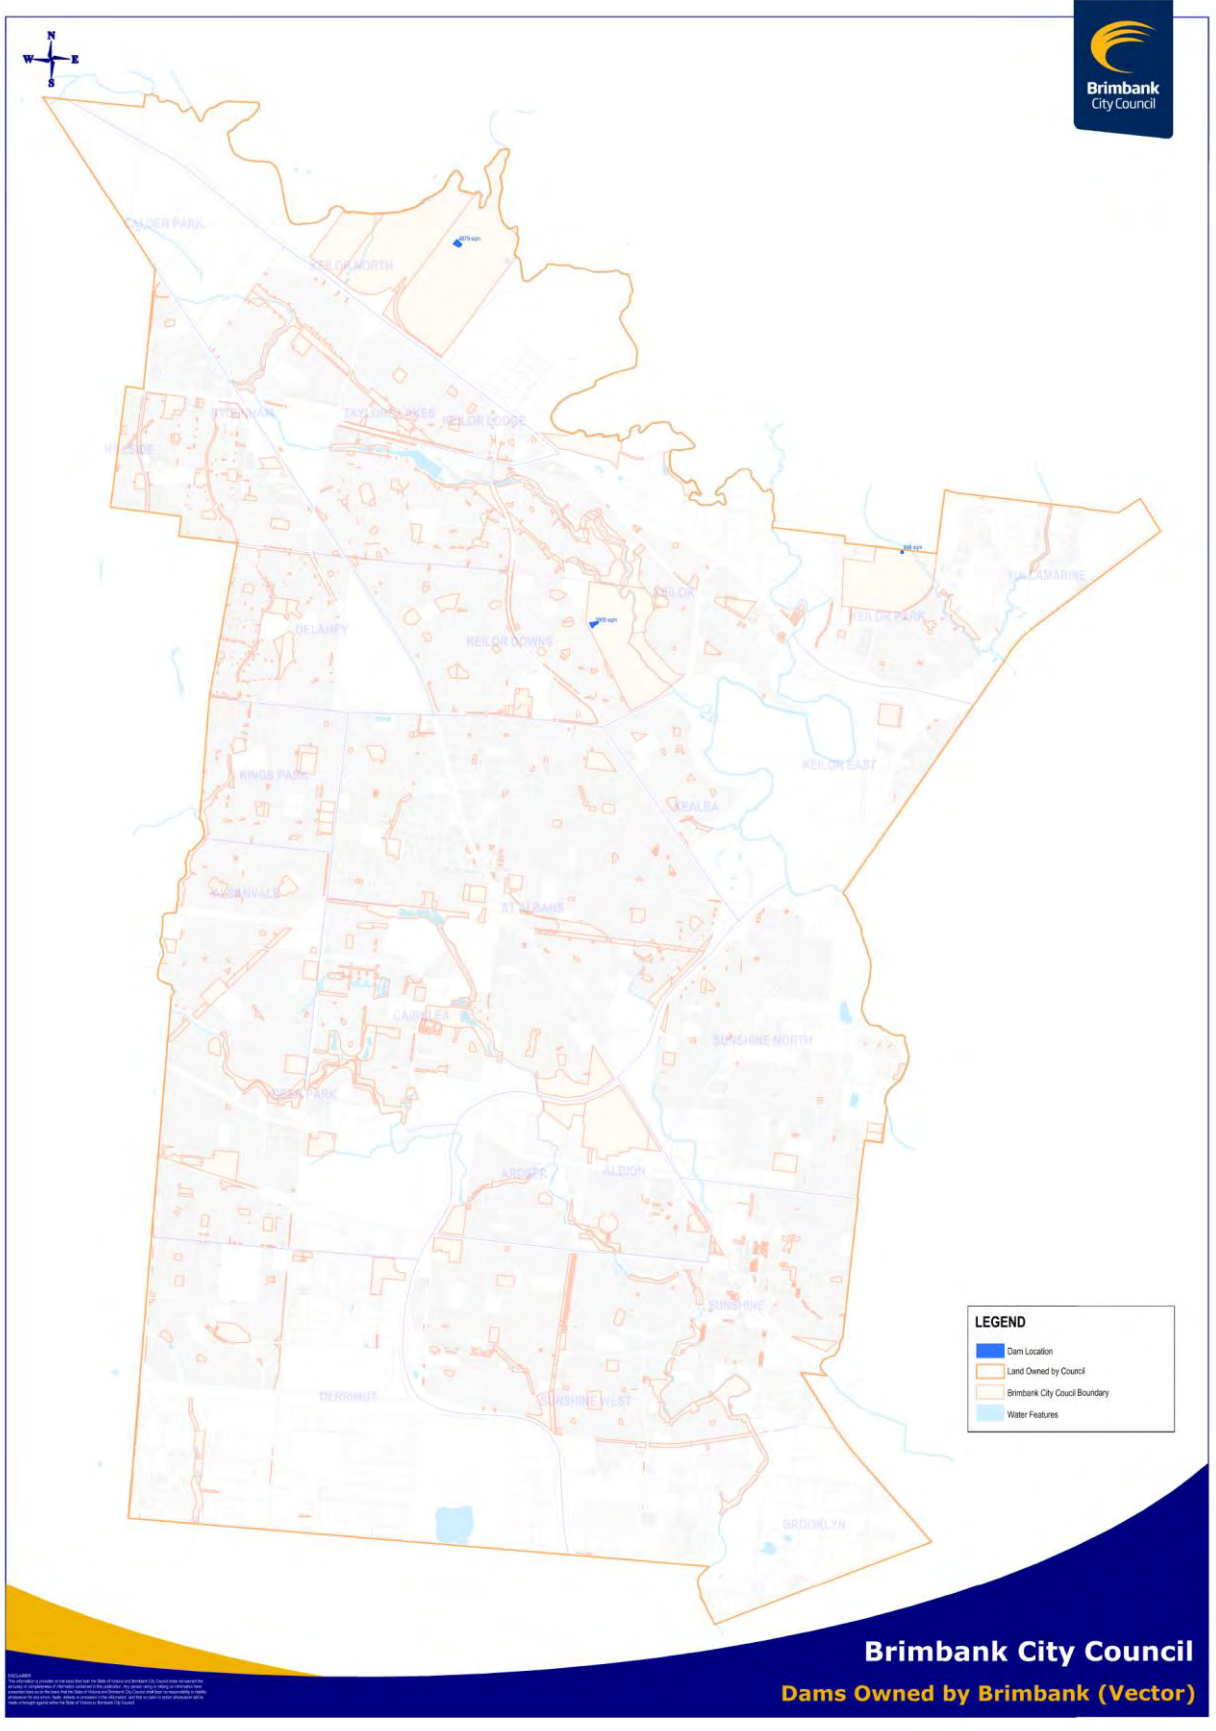 N
W E
S
Brimbank
City Council
CALDER PARK
KEILOR NORTH
SYDENHAM
TAYLORS LAKES
KEILOR LODGE
HILLSIDE
TULLAMARINE
KEILOR
KEILOR PARK
DELAHEY
KEILOR DOWNS
KEILOR EAST
KINGS PARK
KEALBA
ALBANVALE
ST ALBANS
CAIRNLEA
SUNSHINE NORTH
DEER PARK
ARDEER
ALBION
SUNSHINE
DERRIMUT
SUNSHINE WEST
BROOKLYN
LEGEND
Dam Location
Land Owned by Council
Brimbank City Coucil Boundary
Water Features
Brimbank City Council
Dams Owned by Brimbank (Vector)
DISCLAIMER